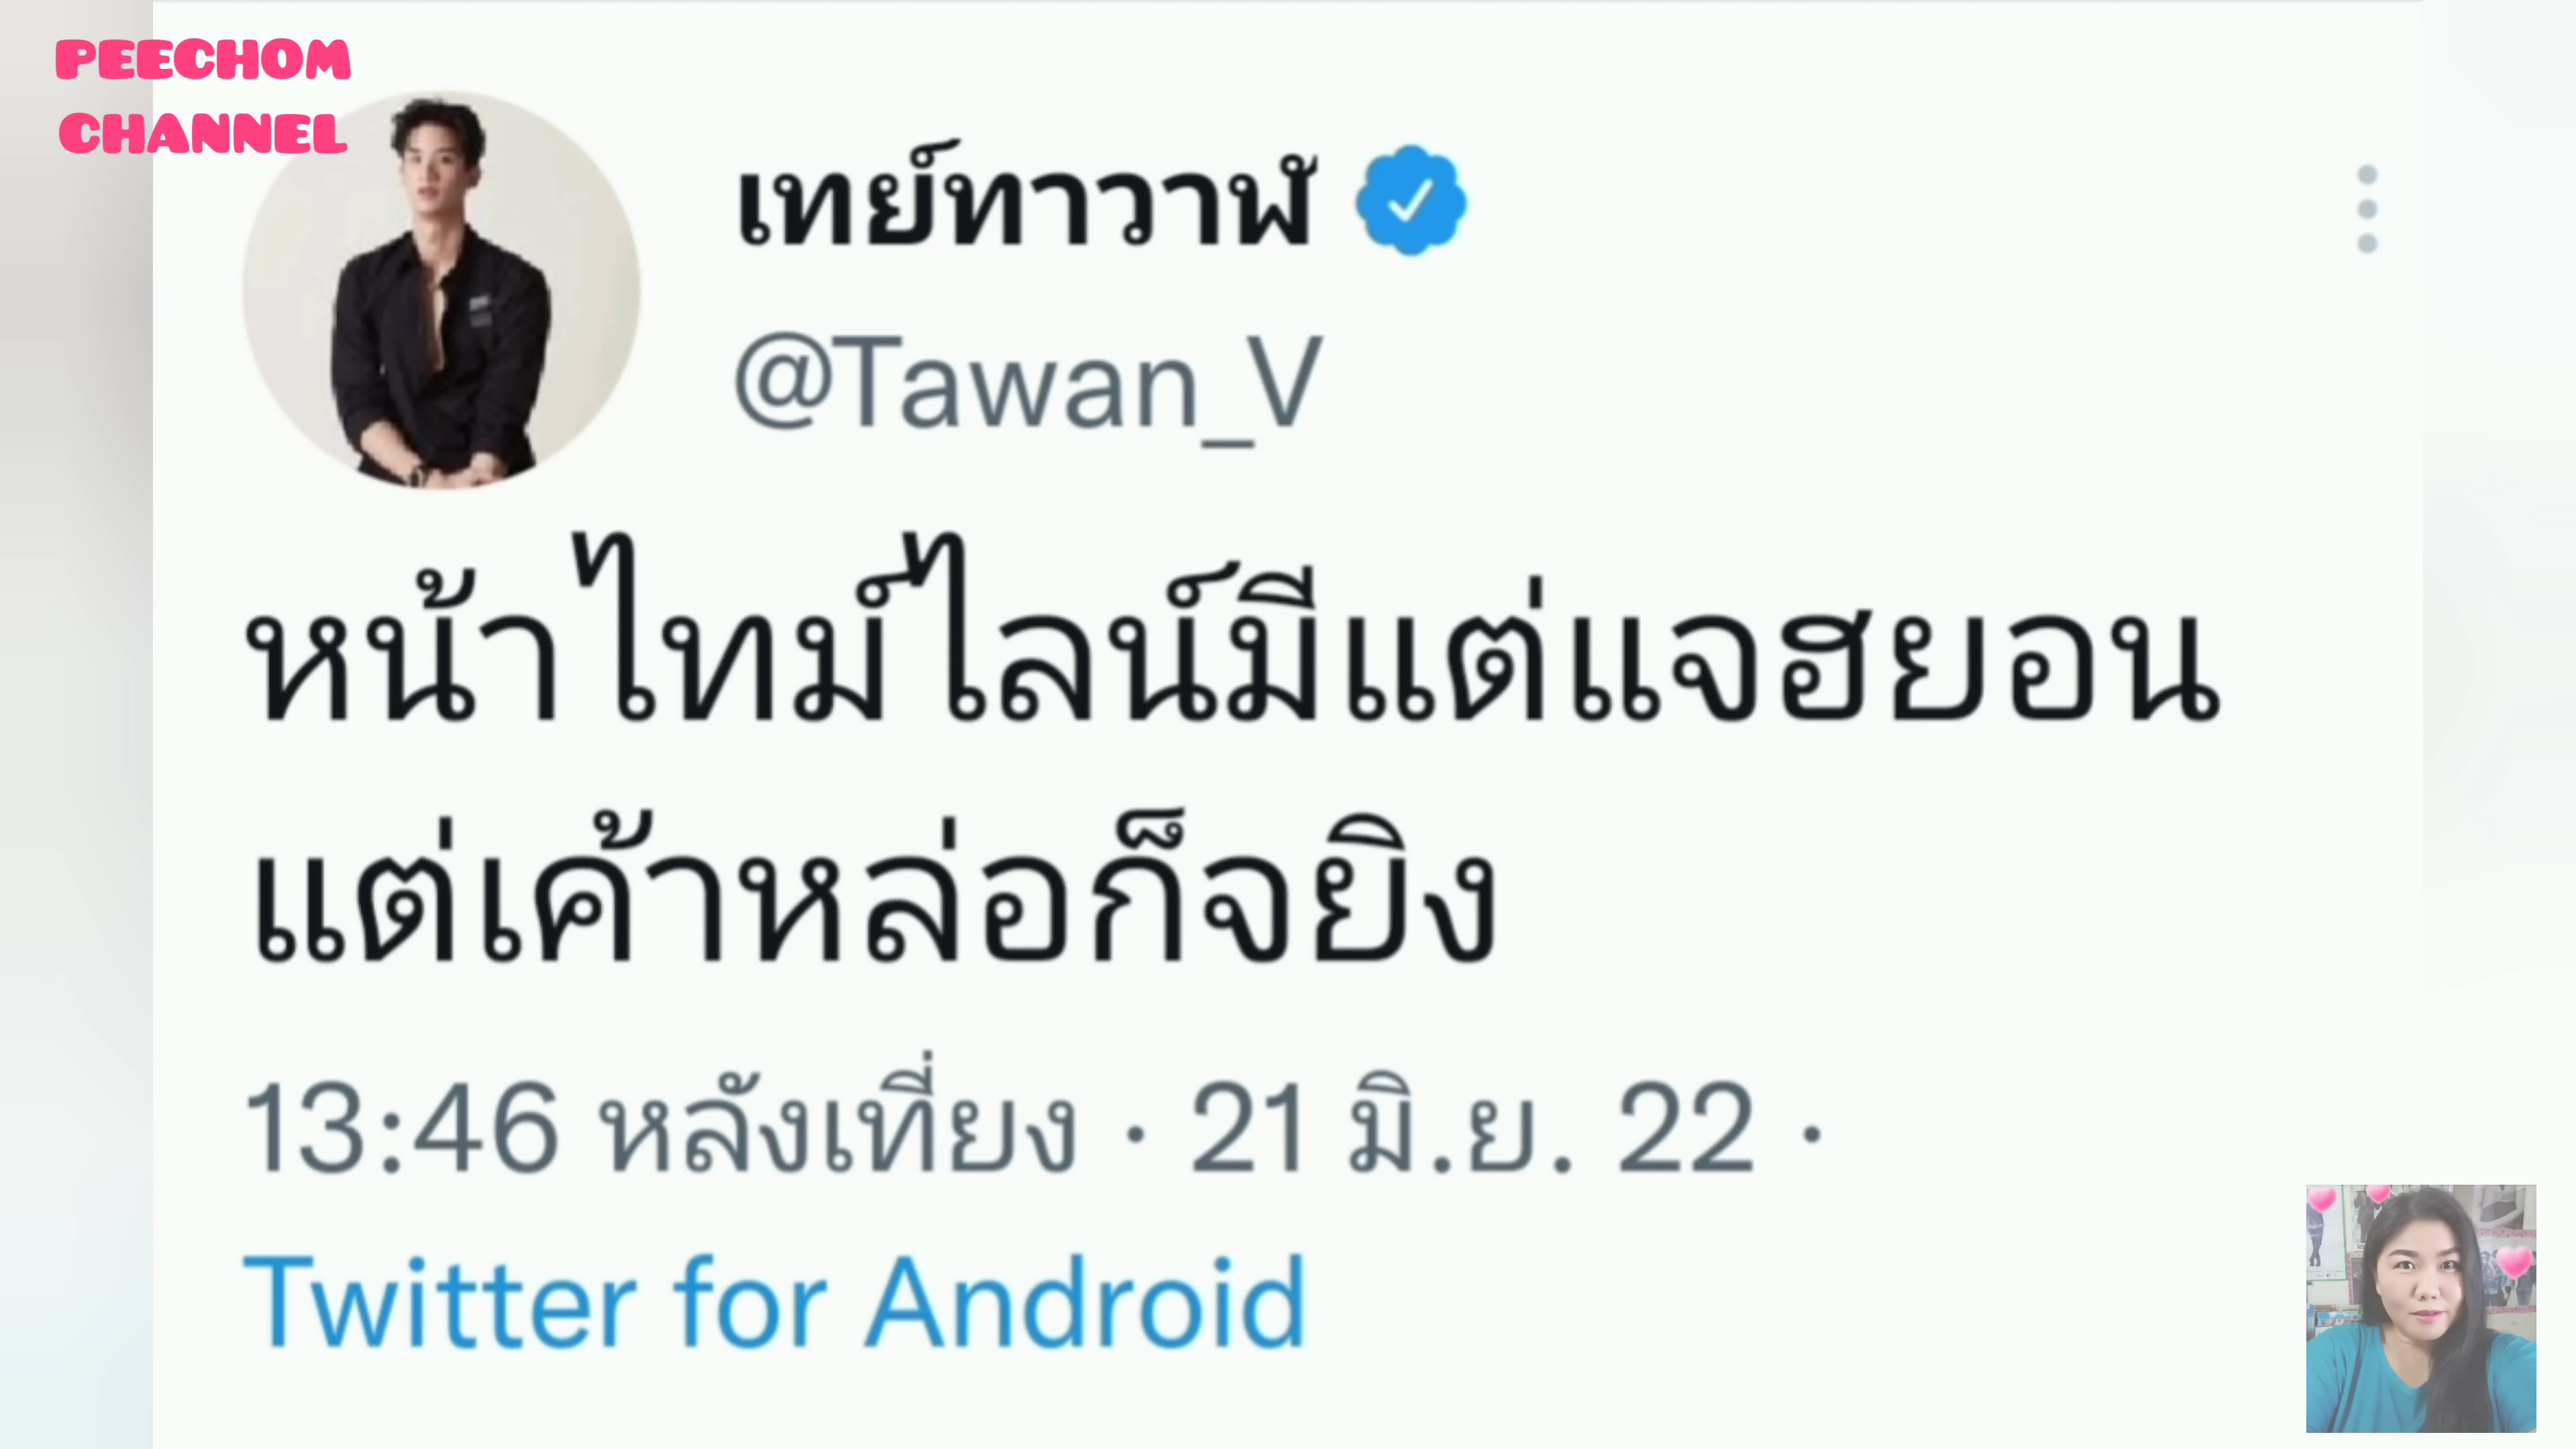 PEECHOM
CHANNEL
เทย์ทาวาฬ
@Tawan_V
หน้าไทม์ไลน์มีแต่แจฮยอน
แต่เค้าหล่อก็จยิง
13:46 หลังเที่ยง · 21 มิ.ย. 22 ·
Twitter for Android